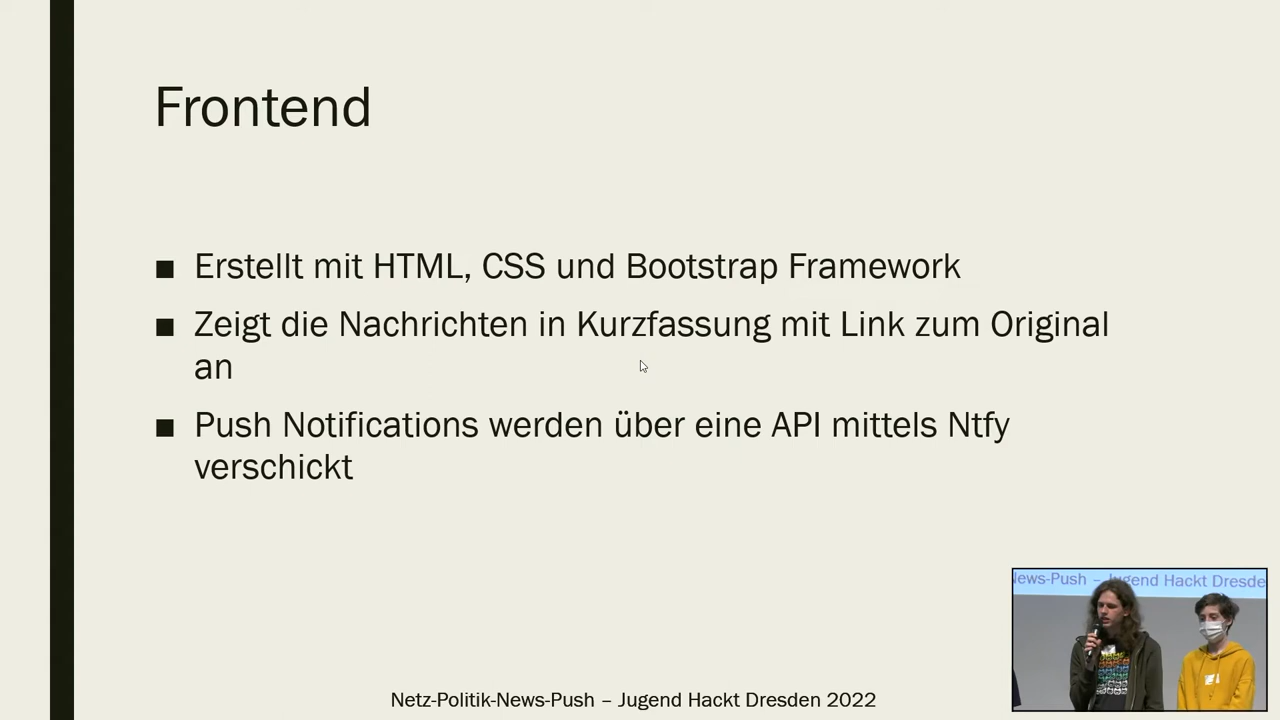 Frontend
■ Erstellt mit HTML, CSS und Bootstrap Framework
■ Zeigt die Nachrichten in Kurzfassung mit Link zum Original
an
■ Push Notifications werden über eine API mittels Ntfy
verschickt
News-Push – Jugend Hackt Dresde
Netz-Politik-News-Push – Jugend Hackt Dresden 2022